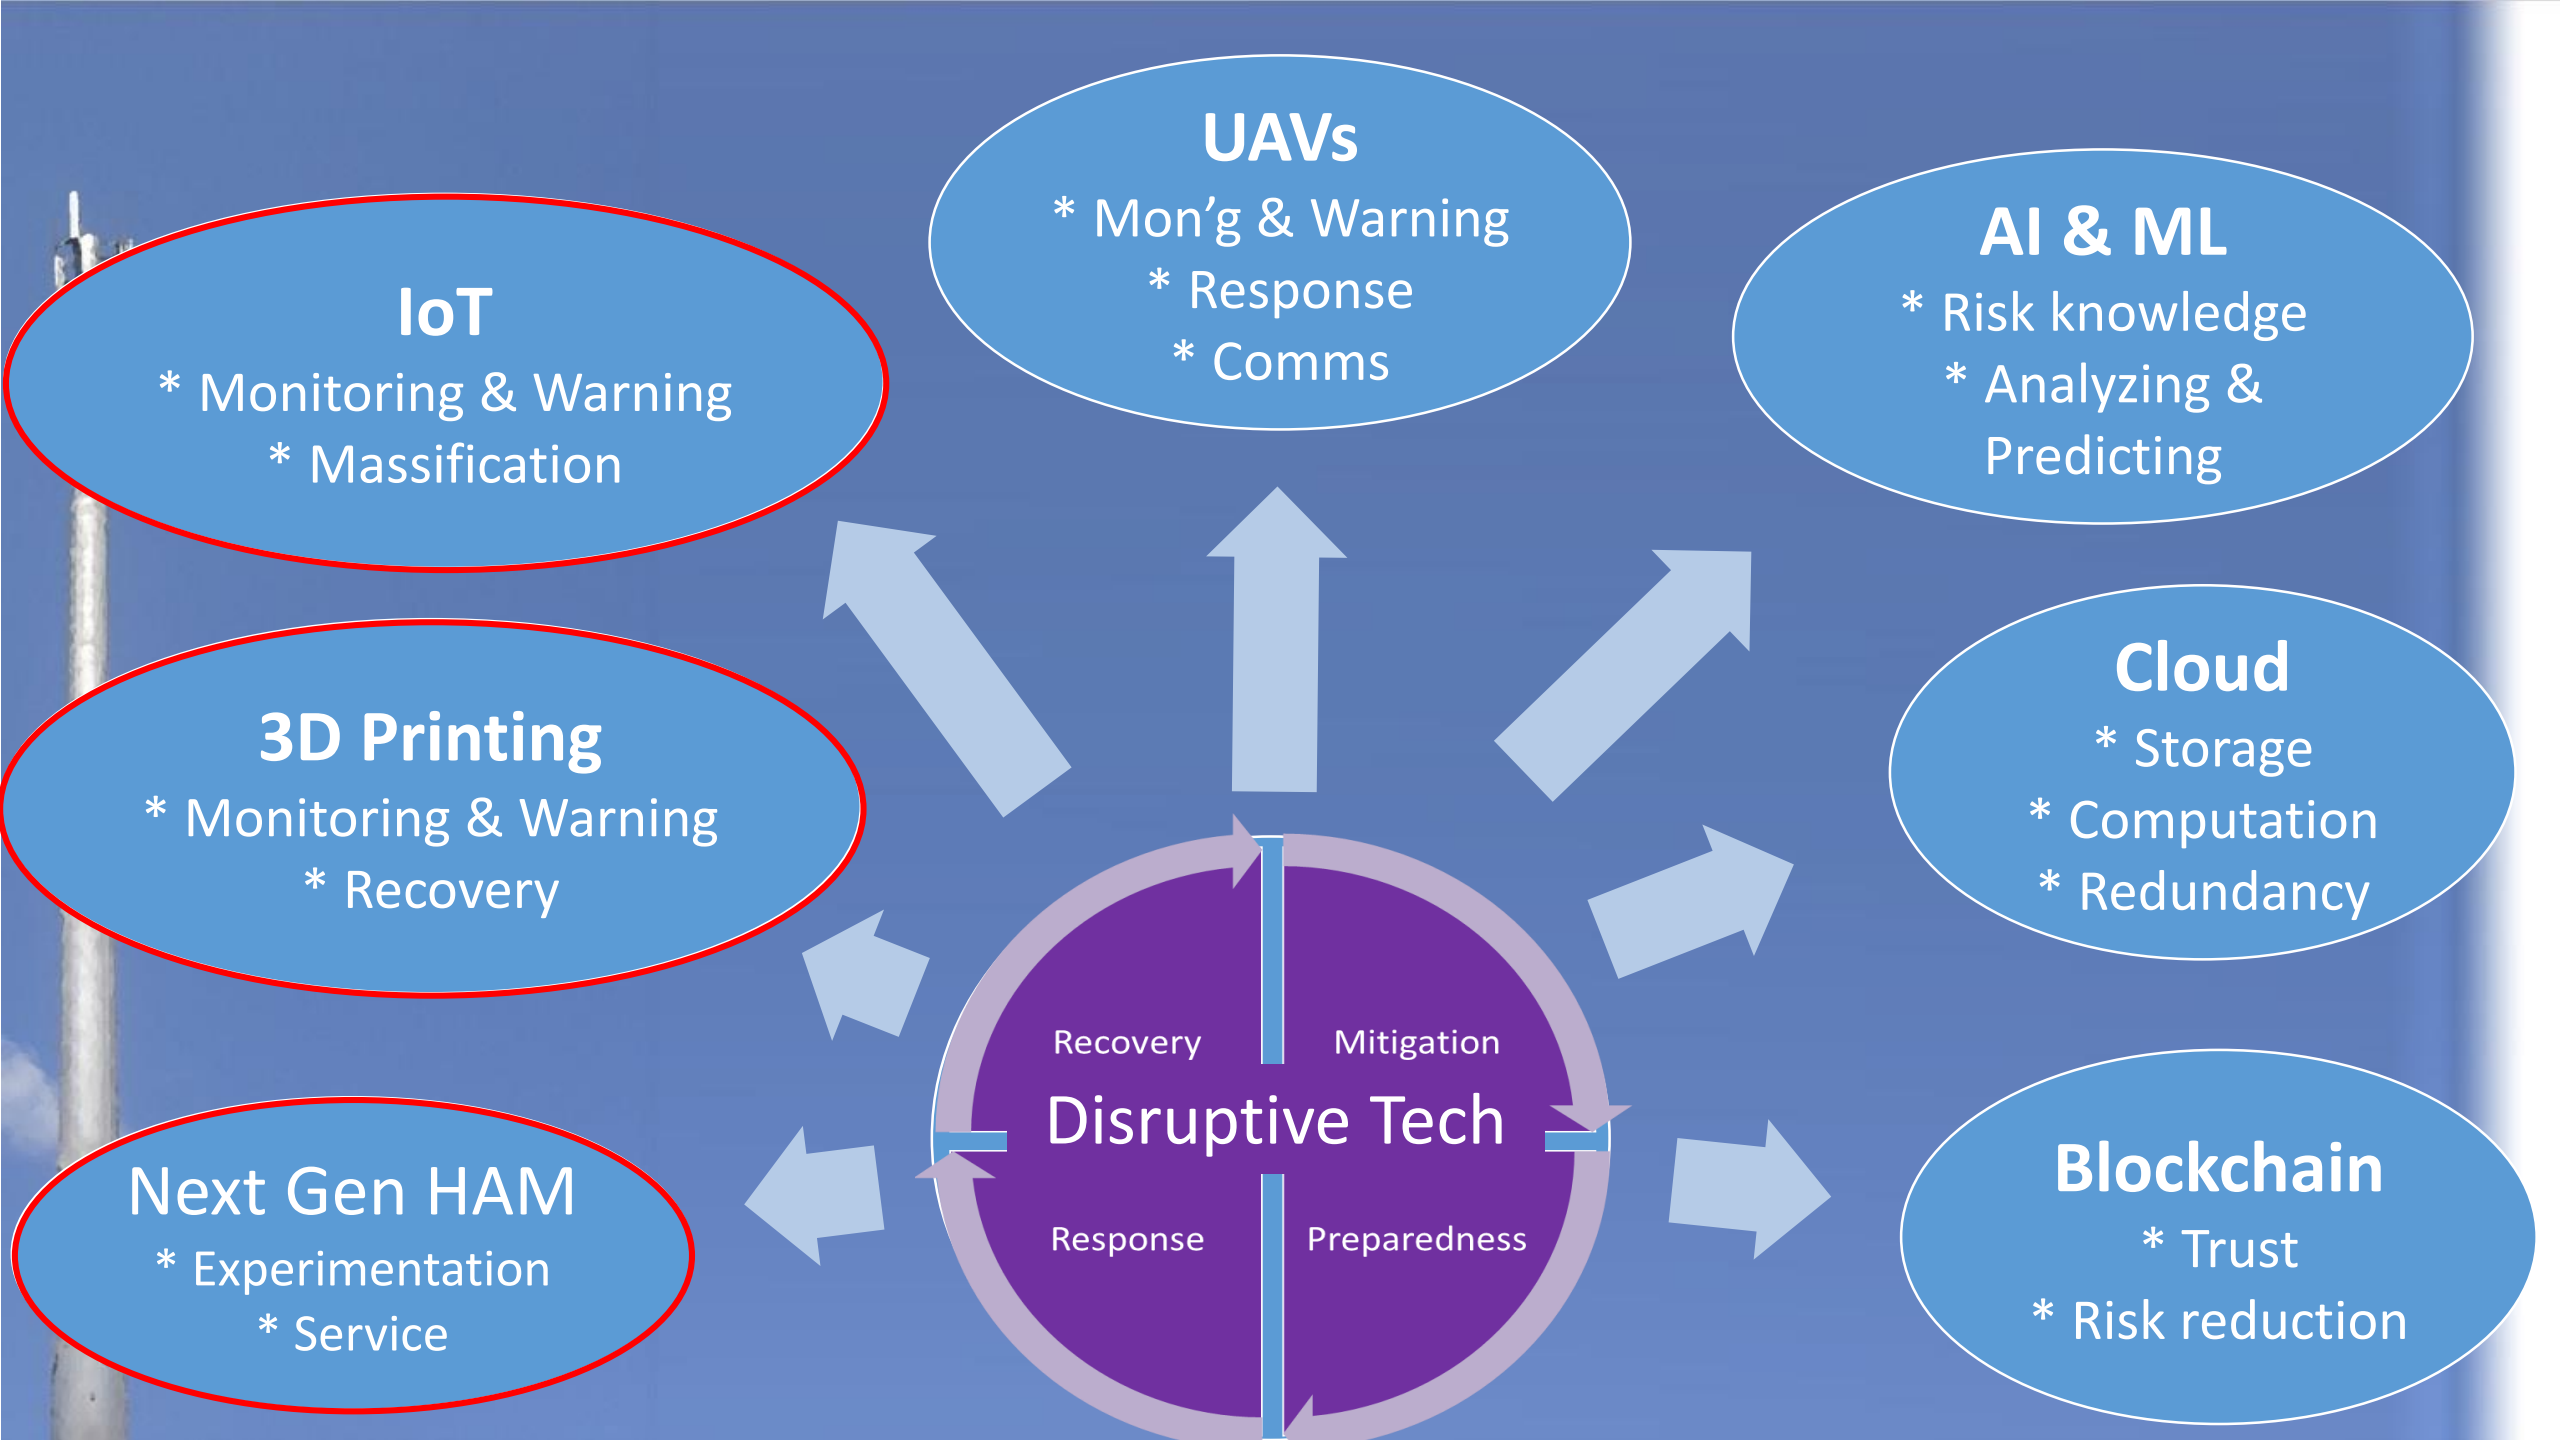 UAVs
* Mon’g & Warning
* Response
* Comms
AI & ML
* Risk knowledge
* Analyzing &
Predicting
IoT
* Monitoring & Warning
* Massification
Cloud
* Storage
* Computation
* Redundancy
3D Printing
* Monitoring & Warning
* Recovery
Recovery
Mitigation
Disruptive Tech
Response
Preparedness
Next Gen HAM
* Experimentation
* Service
Blockchain
* Trust
* Risk reduction